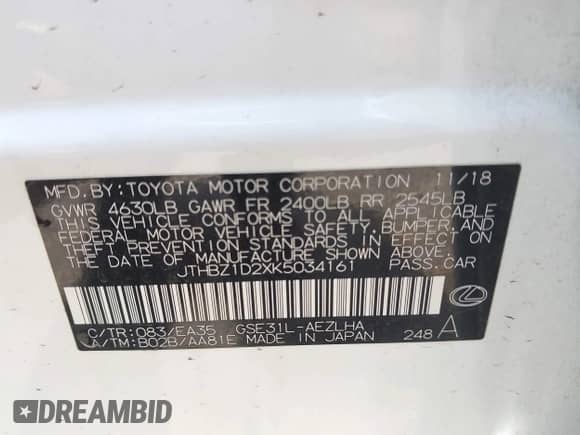 MFD. BY: TOYOTA MOTOR CORPORATION 11/18
GVWR 4630LB GAWR FR 2400LB RR 2545LB
THIS VEHICLE CONFORMS TO ALL APPLICABLE
FEDERAL MOTOR VEHICLE SAFETY, BUMPER, AND
THEFT PREVENTION STANDARDS IN EFFECT ON
THE DATE OF MANUFACTURE SHOWN ABOVE.
JTHBZ1D2XK5034161 PASS.CAR
C/TR: 083/EA35 GSE31L-AEZLHA
A/TM: B02B/AA81E MADE IN JAPAN 248 A
DREAMBID